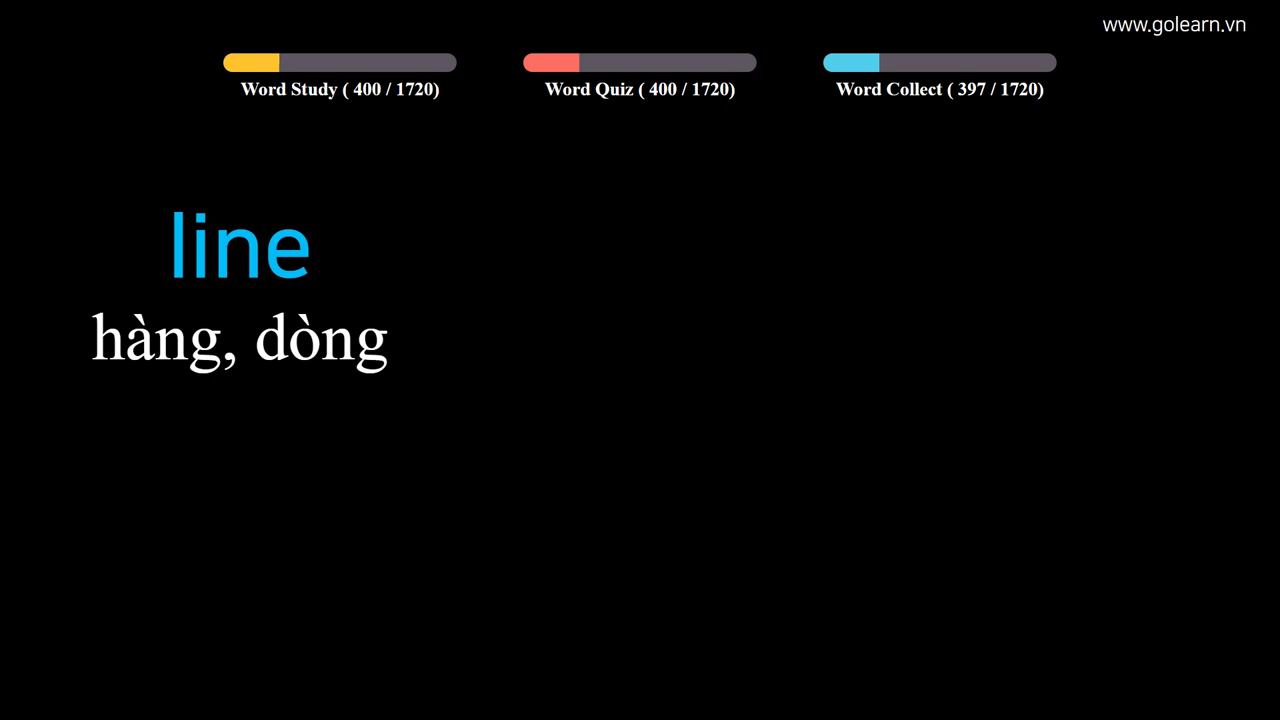 www.golearn.vn
Word Study ( 400 / 1720)
Word Quiz ( 400 / 1720)
Word Collect ( 397 / 1720)
line
hàng, dòng